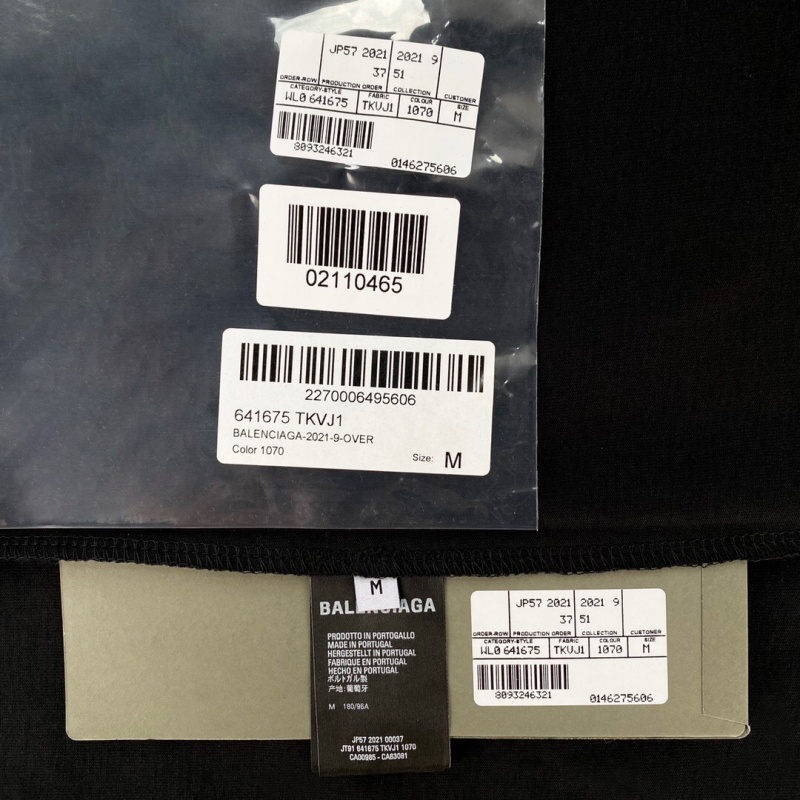 JP57 2021 2021 9
37 51
ORDER-ROW PRODUCTION ORDER COLLECTION CUSTOMER
CATEGORY-STYLE FABRIC COLOUR SIZE
WL0 641675 TKVJ1 1070 M
8093246321 0146275606
02110465
2270006495606
641675 TKVJ1
BALENCIAGA-2021-9-OVER
Color 1070 Size: M
M
BALENCIAGA
PRODOTTO IN PORTOGALLO
MADE IN PORTUGAL
HERGESTELLT IN PORTUGAL
FABRIQUE EN PORTUGAL
HECHO EN PORTUGAL
ポルトガル製
产地: 葡萄牙
M 180/96A
JP57 2021 00037
JT91 641675 TKVJ1 1070
CA00985 - CA63081
JP57 2021 2021 9
37 51
ORDER-ROW PRODUCTION ORDER COLLECTION CUSTOMER
CATEGORY-STYLE FABRIC COLOUR SIZE
WL0 641675 TKVJ1 1070 M
8093246321 0146275606